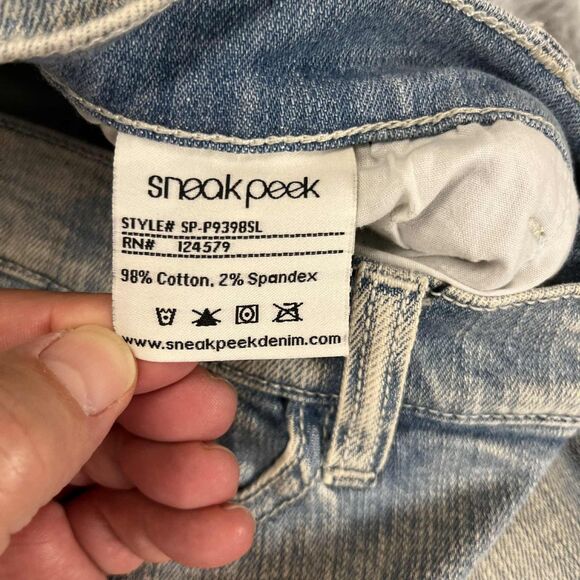 sneakpeek
STYLE# SP-P9398SL
RN# 124579
98% Cotton, 2% Spandex
www.sneakpeekdenim.com